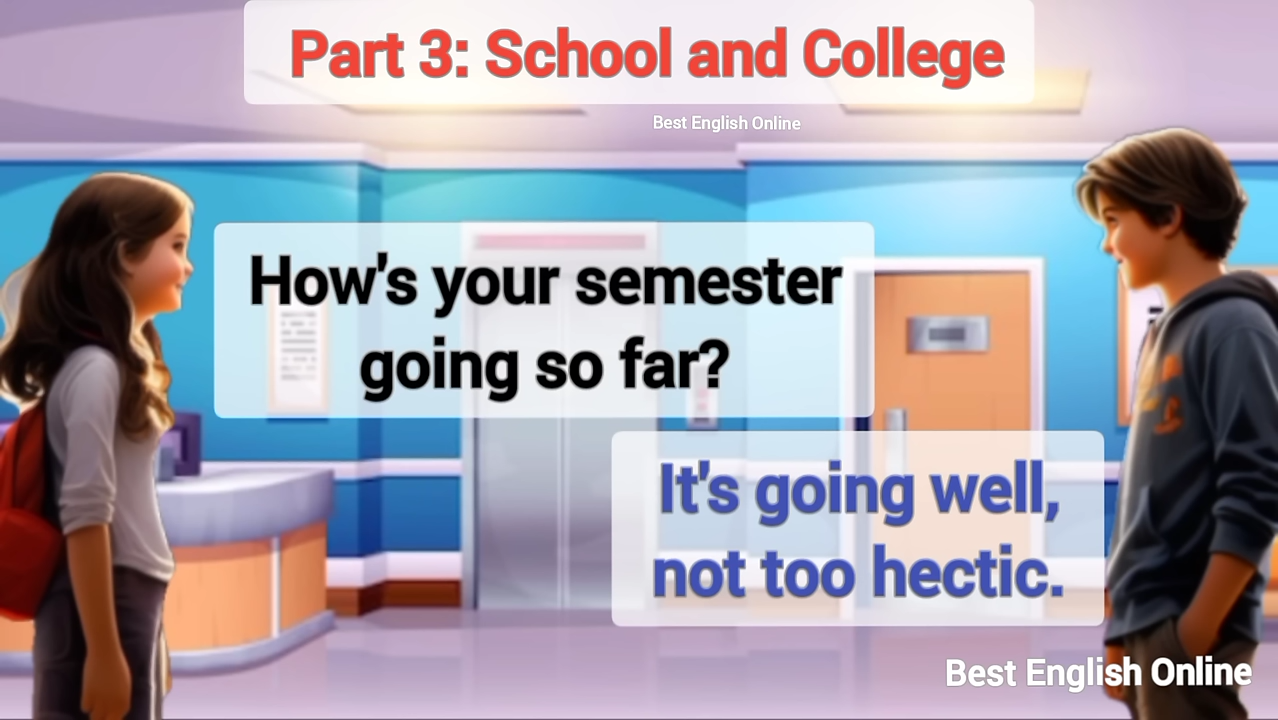 Part 3: School and College
Best English Online
How's your semester
going so far?
It's going well,
not too hectic.
Best English Online